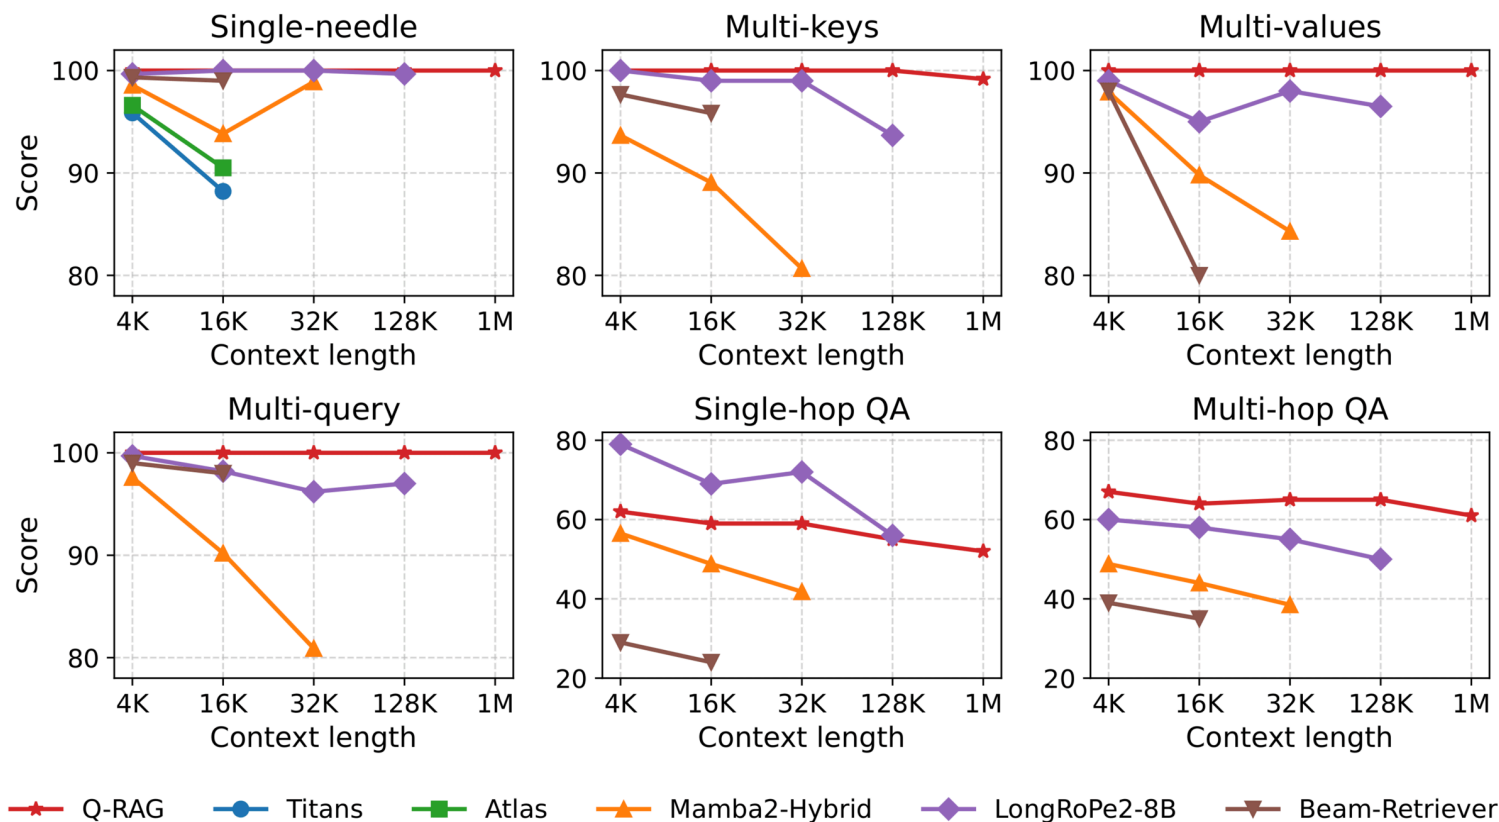 Single-needle
Multi-keys
Multi-values
Score
100
90
80
100
90
80
100
90
80
4K 16K 32K 128K 1M
4K 16K 32K 128K 1M
4K 16K 32K 128K 1M
Context length
Context length
Context length
Multi-query
Single-hop QA
Multi-hop QA
Score
100
90
80
80
60
40
20
80
60
40
20
4K 16K 32K 128K 1M
4K 16K 32K 128K 1M
4K 16K 32K 128K 1M
Context length
Context length
Context length
Q-RAG Titans Atlas Mamba2-Hybrid LongRoPe2-8B Beam-Retriever